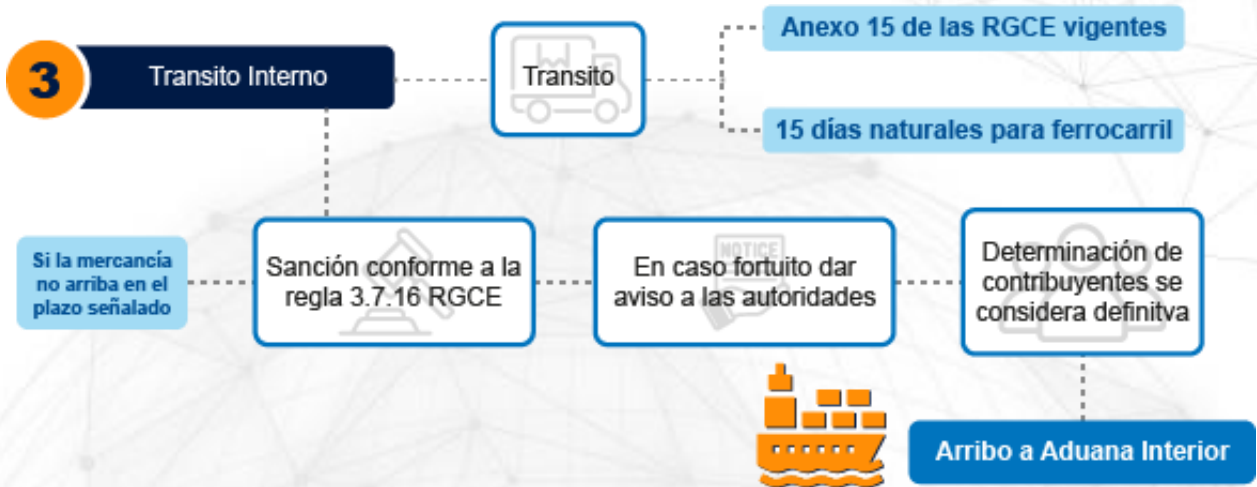 3
Transito Interno
Transito
Anexo 15 de las RGCE vigentes
15 días naturales para ferrocarril
Si la mercancía
no arriba en el
plazo señalado
Sanción conforme a la
regla 3.7.16 RGCE
NOTICE
En caso fortuito dar
aviso a las autoridades
Determinación de
contribuyentes se
considera definitva
Arribo a Aduana Interior